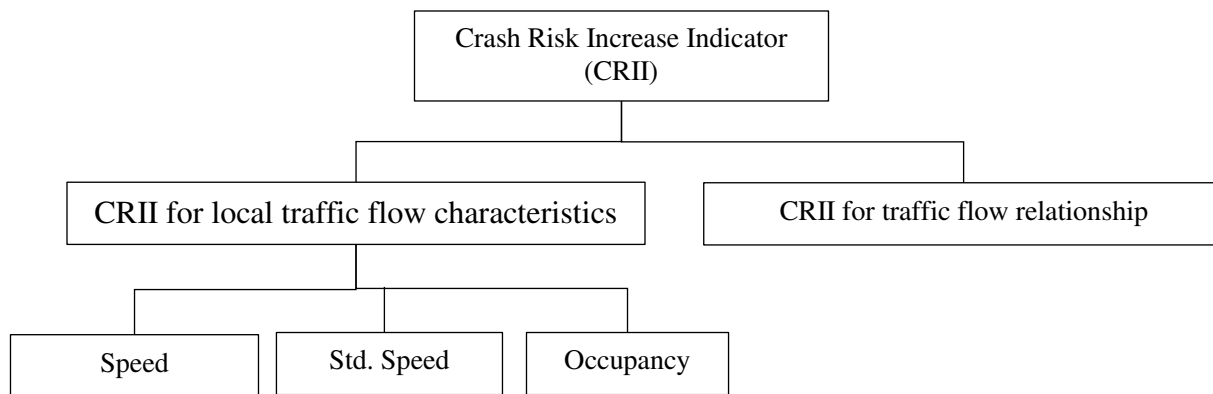 Crash Risk Increase Indicator
(CRII)
CRII for local traffic flow characteristics
CRII for traffic flow relationship
Speed
Std. Speed
Occupancy